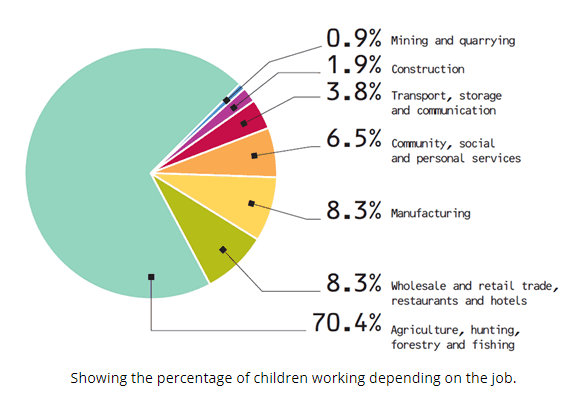 0.9% Mining and quarrying
1.9% Construction
3.8% Transport, storage
and communication
6.5% Community, social
and personal services
8.3% Manufacturing
8.3% Wholesale and retail trade,
restaurants and hotels
70.4% Agriculture, hunting,
forestry and fishing
Showing the percentage of children working depending on the job.